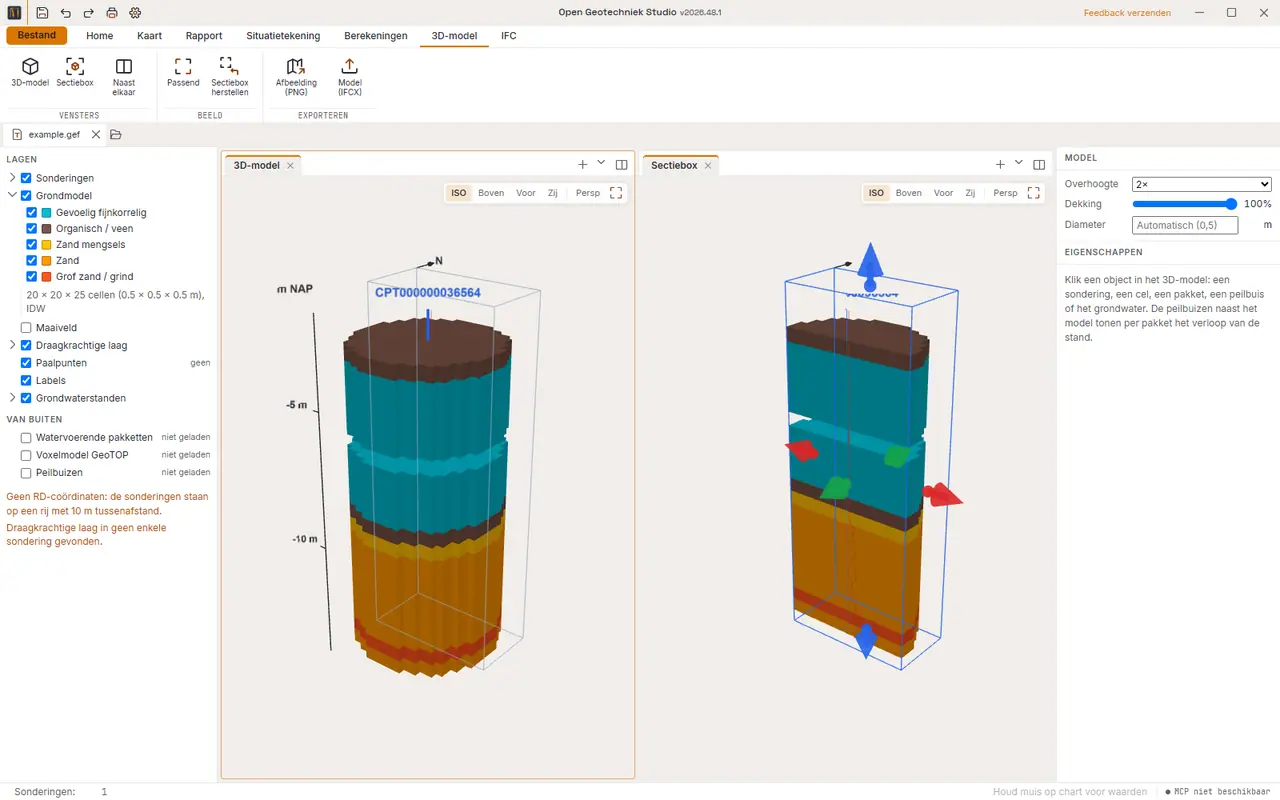 Open Geotechniek Studio v2026.48.1
Feedback verzenden
Bestand
Home
Kaart
Rapport
Situatietekening
Berekeningen
3D-model
IFC
3D-model
Sectiebox
Naast
elkaar
VENSTERS
Passend
Sectiebox
herstellen
BEELD
Afbeelding
(PNG)
Model
(IFCX)
EXPORTEREN
example.gef
LAGEN
Sonderingen
Grondmodel
Gevoelig fijnkorrelig
Organisch / veen
Zand mengsels
Zand
Grof zand / grind
20 × 20 × 25 cellen (0.5 × 0.5 × 0.5 m),
IDW
Maaiveld
Draagkrachtige laag
Paalpunten geen
Labels
Grondwaterstanden
VAN BUITEN
Watervoerende pakketten niet geladen
Voxelmodel GeoTOP niet geladen
Peilbuizen niet geladen
Geen RD-coördinaten: de sonderingen staan
op een rij met 10 m tussenafstand.
Draagkrachtige laag in geen enkele
sondering gevonden.
3D-model
ISO Boven Voor Zij Persp
N
m NAP
CPT000000036564
-5 m
-10 m
Sectiebox
ISO Boven Voor Zij Persp
MODEL
Overhoogte 2×
Dekking 100%
Diameter Automatisch (0,5) m
EIGENSCHAPPEN
Klik een object in het 3D-model: een
sondering, een cel, een pakket, een peilbuis
of het grondwater. De peilbuizen naast het
model tonen per pakket het verloop van de
stand.
Sonderingen: 1
Houd muis op chart voor waarden
MCP niet beschikbaar